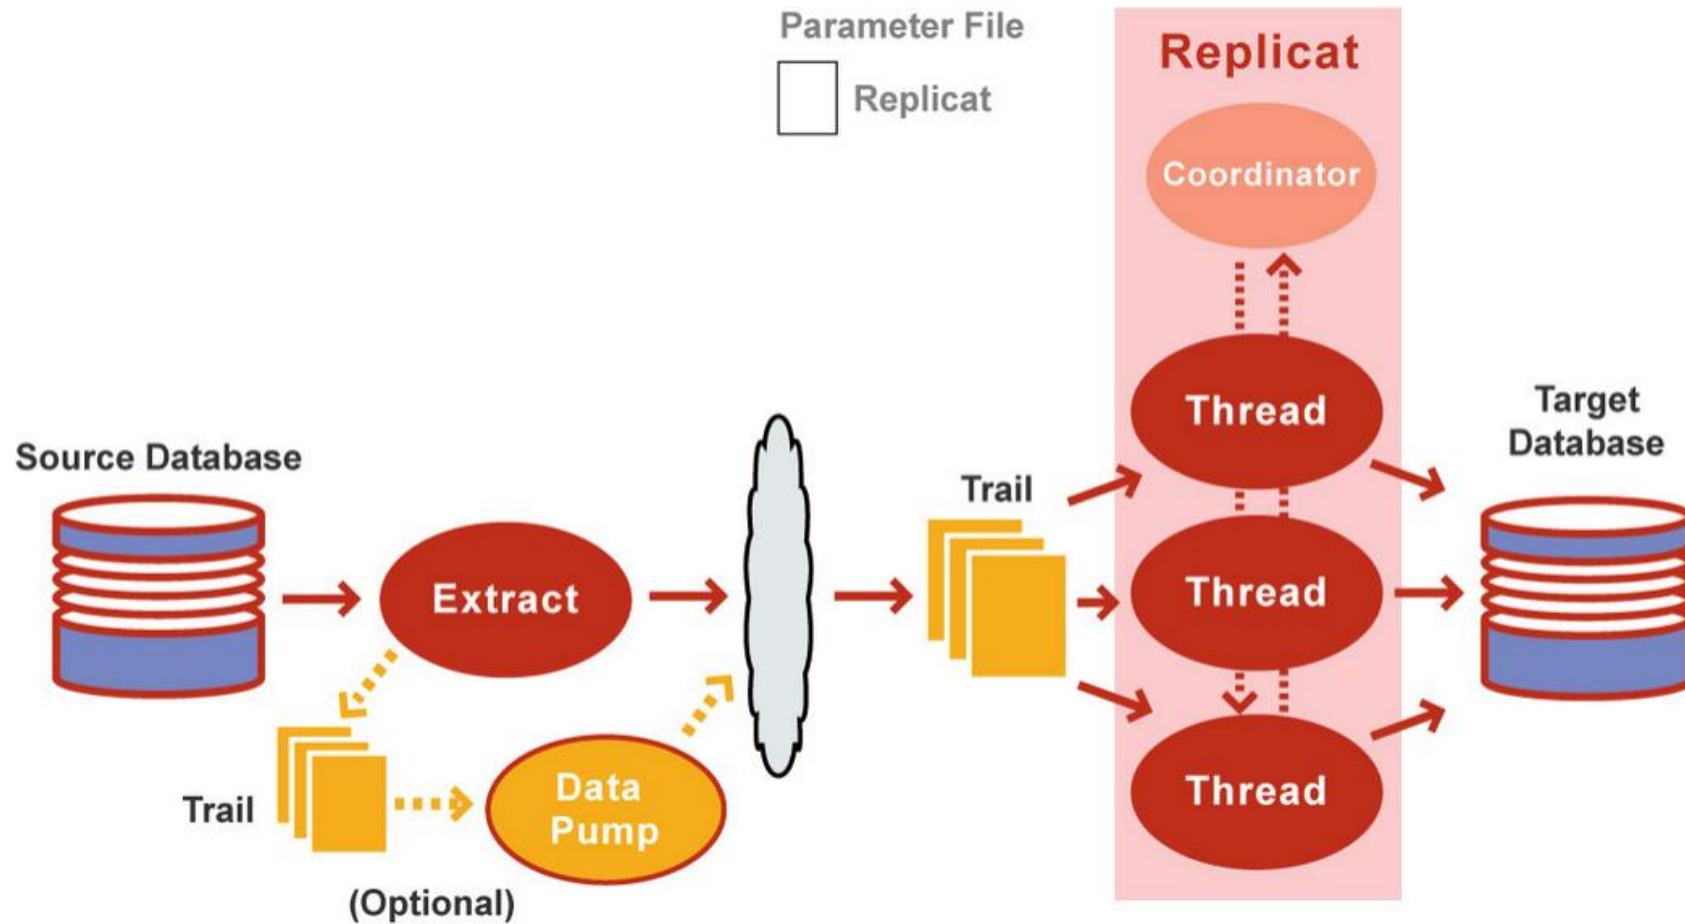 Parameter File
Replicat
Replicat
Coordinator
Thread
Thread
Thread
Source Database
Extract
Trail
Data
Pump
(Optional)
Trail
Target
Database